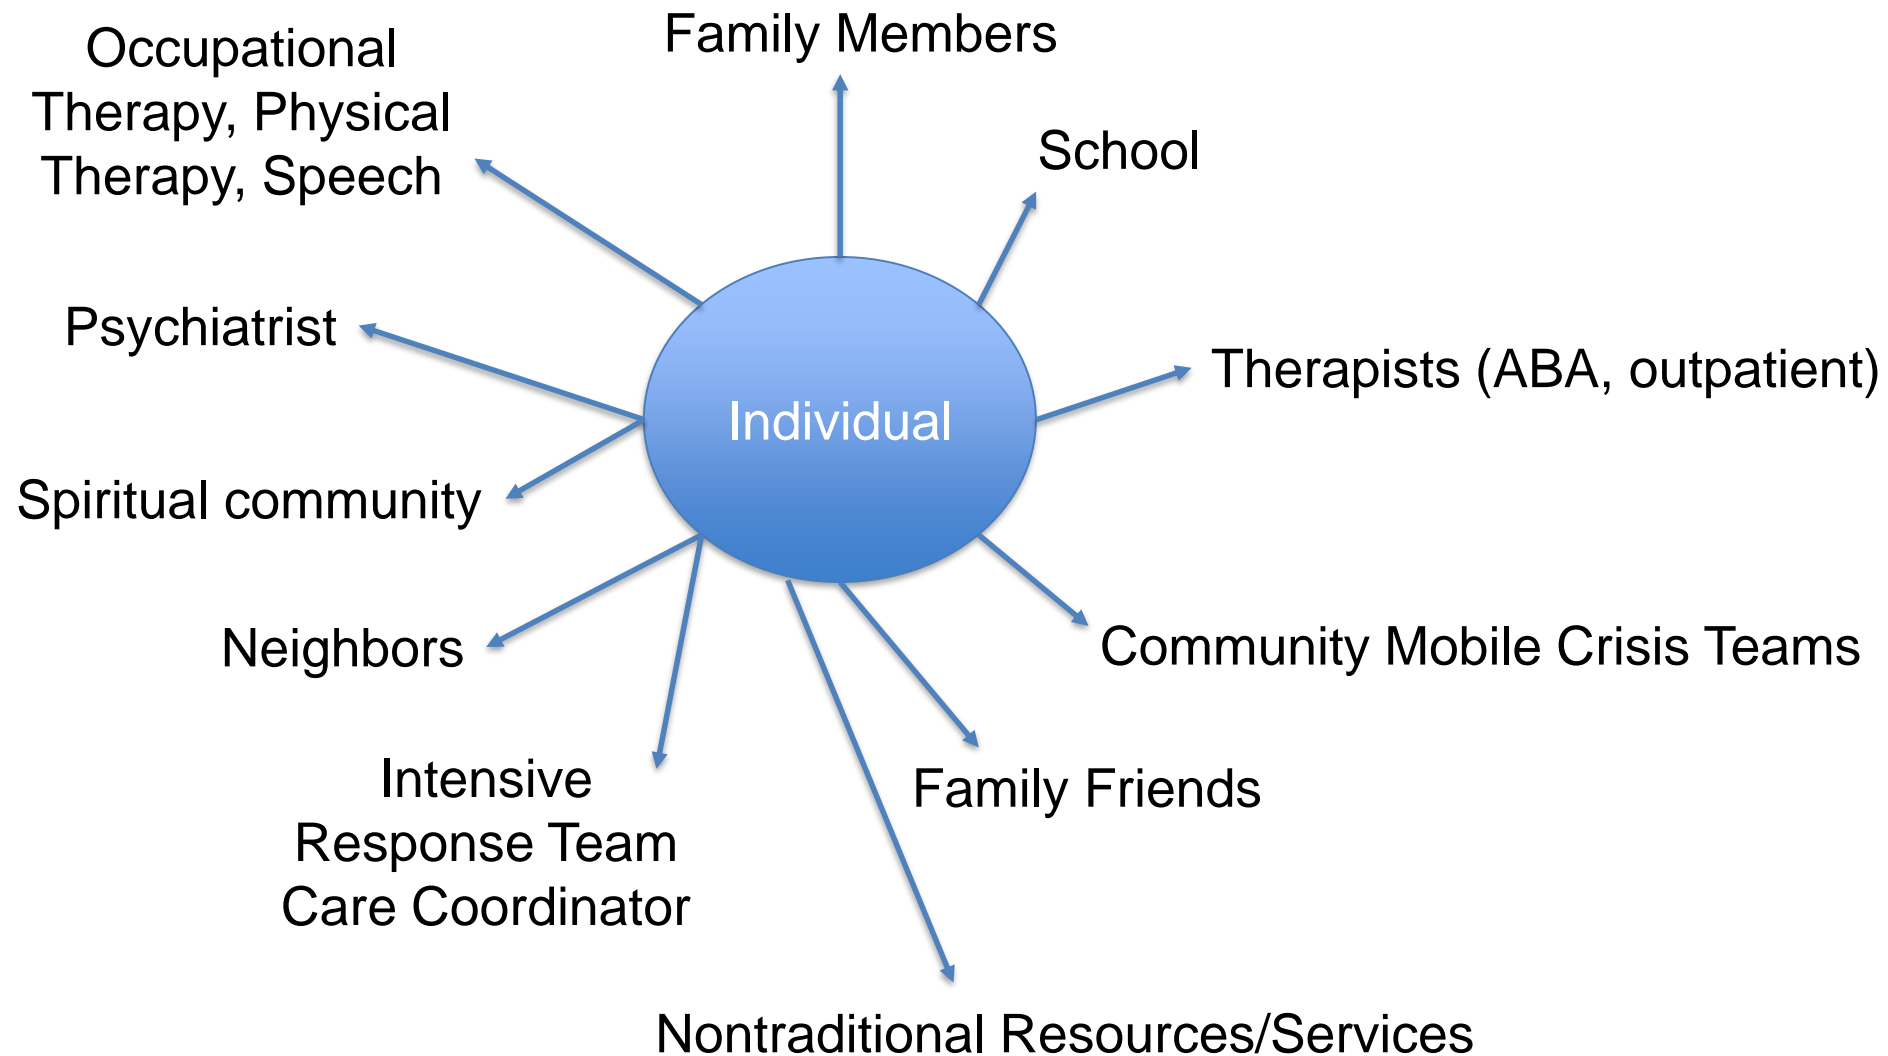 Family Members
Occupational
Therapy, Physical
Therapy, Speech
School
Psychiatrist
Therapists (ABA, outpatient)
Individual
Spiritual community
Neighbors
Community Mobile Crisis Teams
Intensive
Response Team
Care Coordinator
Family Friends
Nontraditional Resources/Services